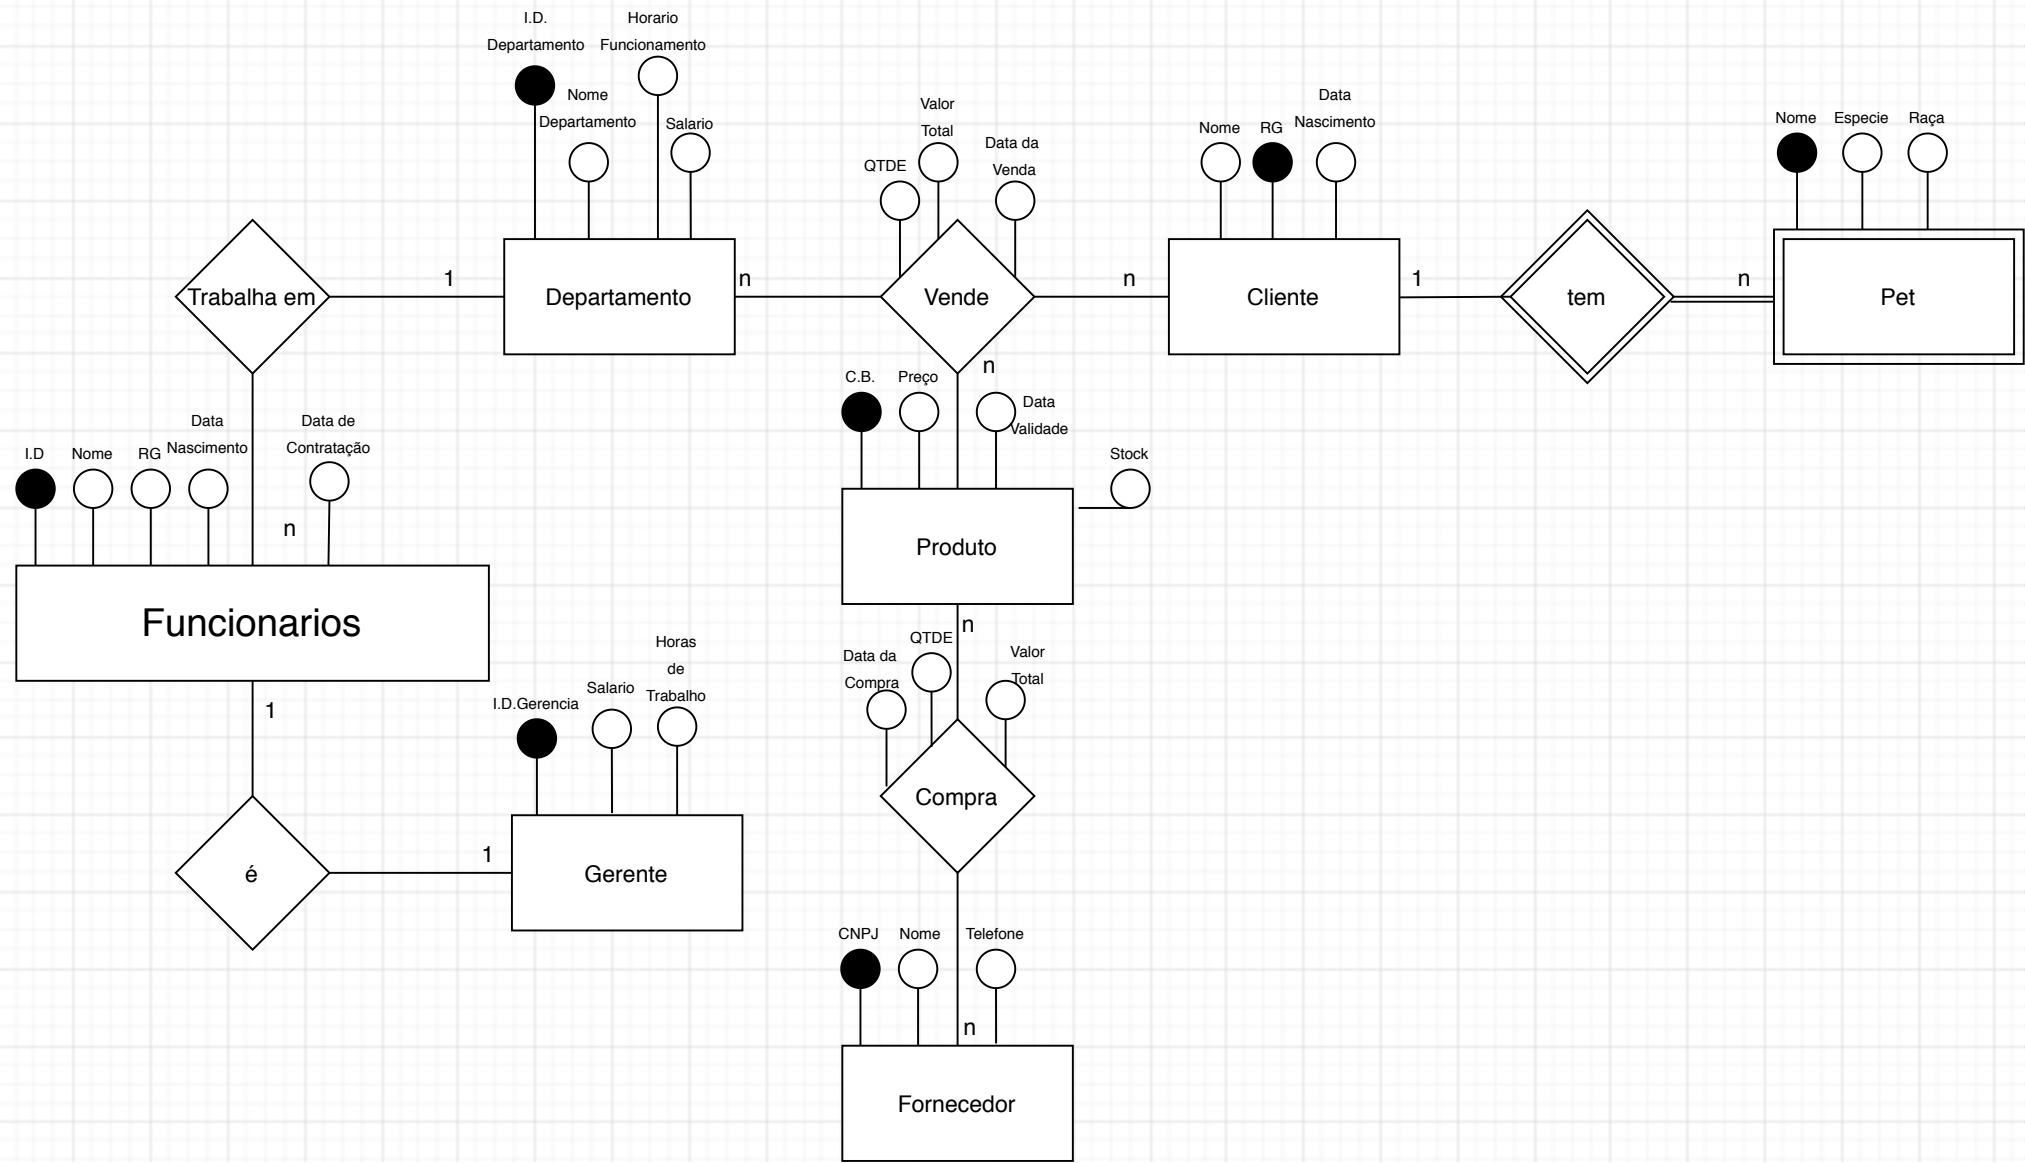 I.D.
Departamento
Horario
Funcionamento
Nome
Departamento
Salario
Valor
Total
QTDE
Data da
Venda
Nome
RG
Data
Nascimento
Nome
Especie
Raça
Trabalha em
1
Departamento
n
Vende
n
Cliente
1
tem
n
Pet
n
C.B.
Preço
Data
Validade
Stock
I.D
Nome
RG
Data
Nascimento
Data de
Contratação
n
Produto
Funcionarios
n
1
QTDE
Data da
Compra
Valor
Total
I.D.Gerencia
Salario
Horas
de
Trabalho
Compra
é
1
Gerente
CNPJ
Nome
Telefone
n
Fornecedor